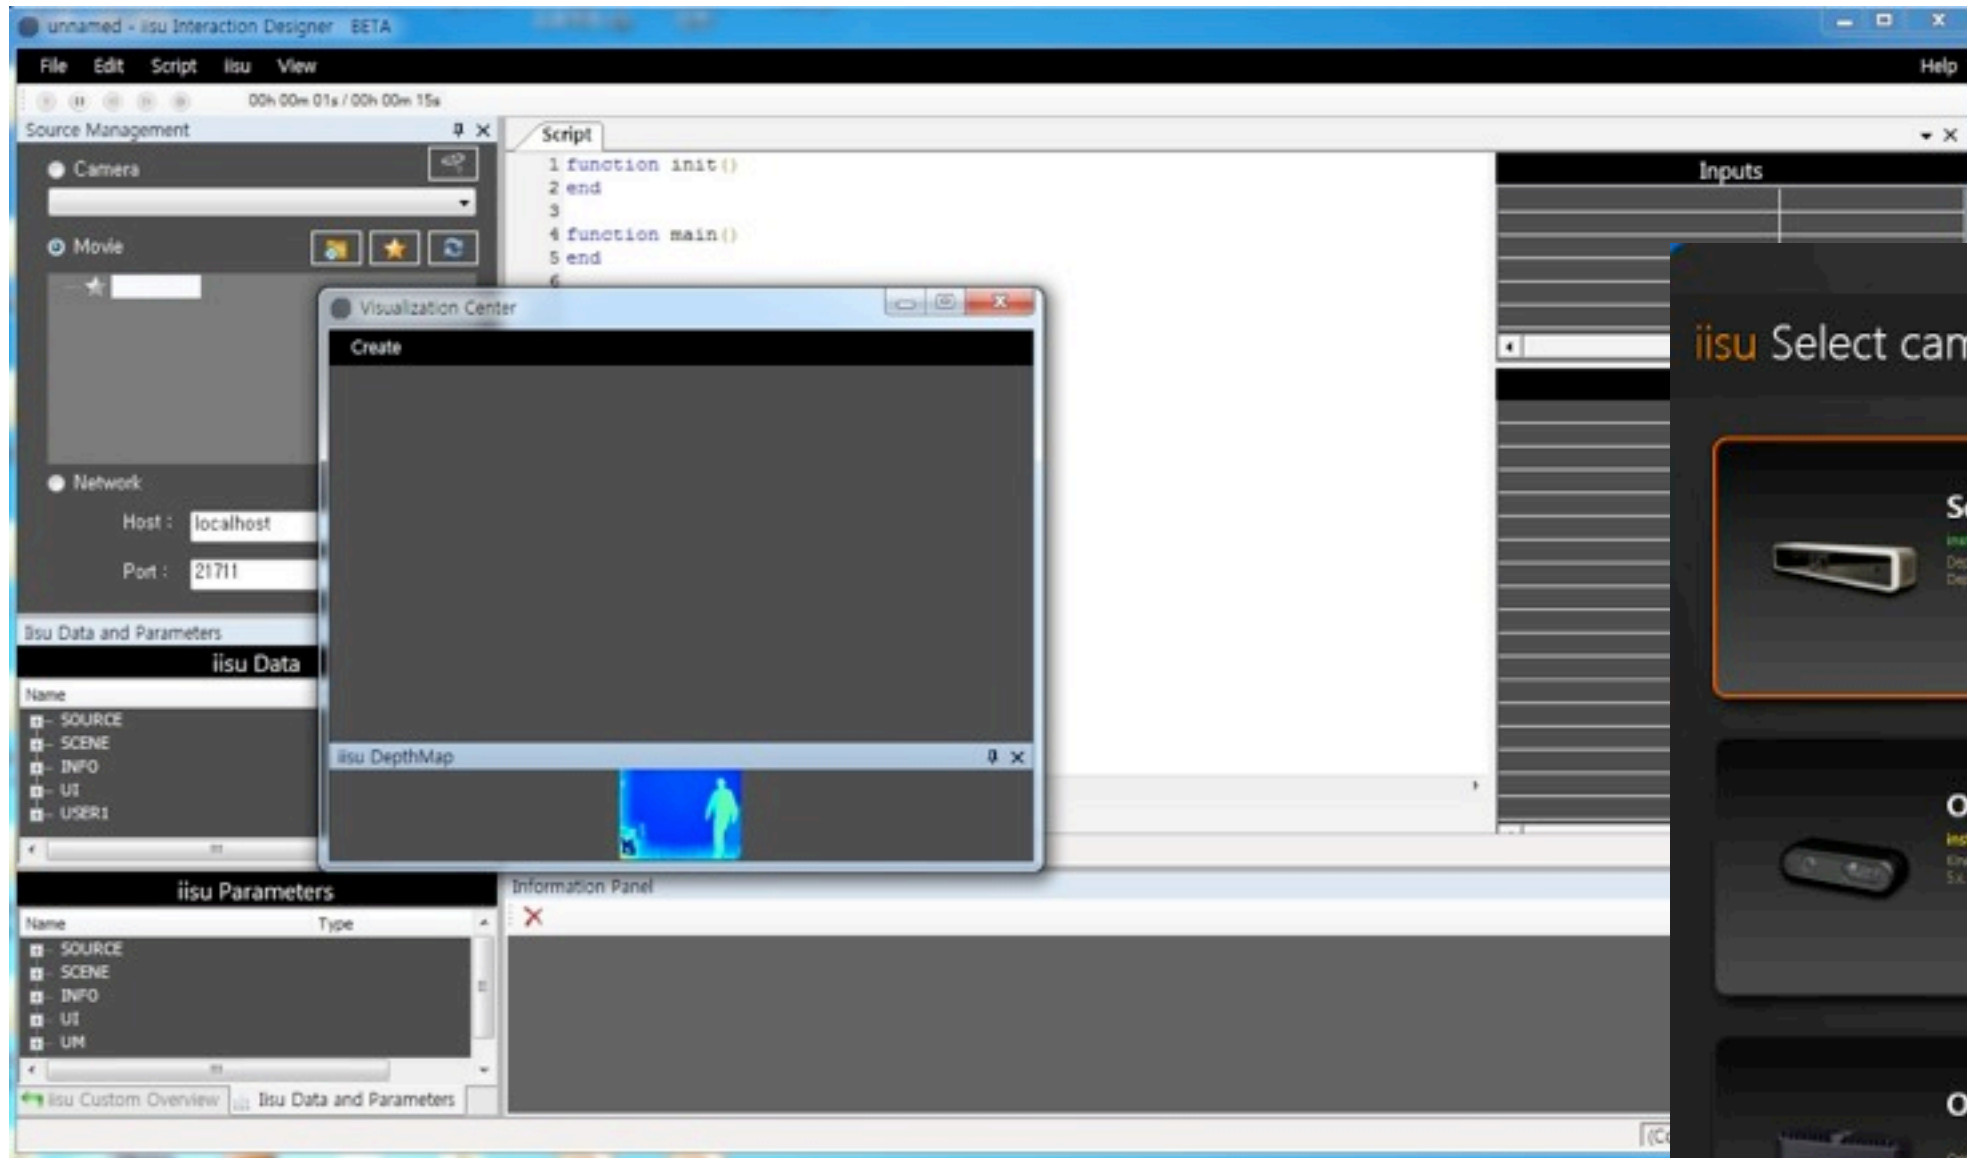 unnamed - iisu Interaction Designer BETA
File Edit Script iisu View Help
00h 00m 01s / 00h 00m 15s
Source Management
Camera
Movie
Network
Host : localhost
Port : 21711
Iisu Data and Parameters
iisu Data
Name
SOURCE
SCENE
INFO
UI
USER1
iisu Parameters
Name Type
SOURCE
SCENE
INFO
UI
UM
iisu Custom Overview Iisu Data and Parameters
Script
1 function init()
2 end
3
4 function main()
5 end
6
Visualization Center
Create
iisu DepthMap
Information Panel
Inputs
iisu Select cam